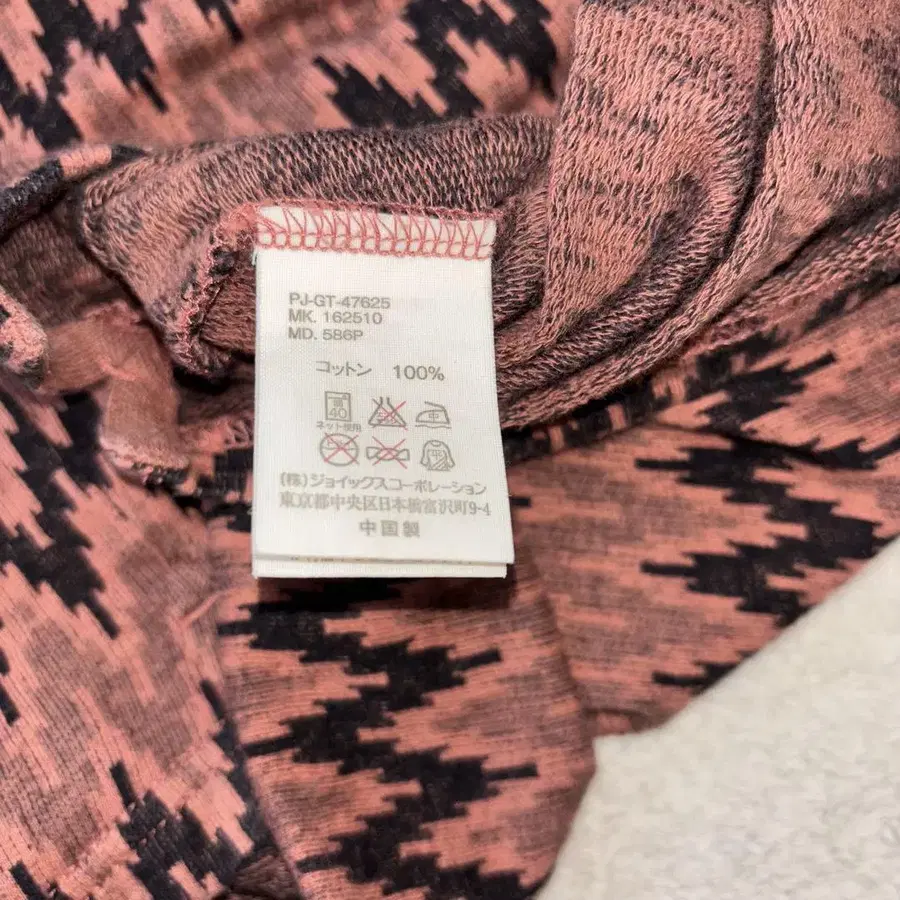 PJ-GT-47625
MK. 162510
MD. 586P
コットン 100%
40 中
ネット使用
(株)ジョイックスコーポレーション
東京都中央区日本橋富沢町9-4
中国製